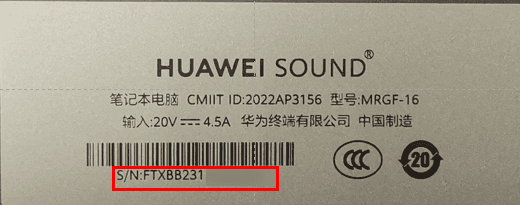 HUAWEI SOUND®
笔记本电脑 CMIIT ID:2022AP3156 型号:MRGF-16
输入:20V⎓4.5A 华为终端有限公司 中国制造
S/N:FTXBB231
CCC
20